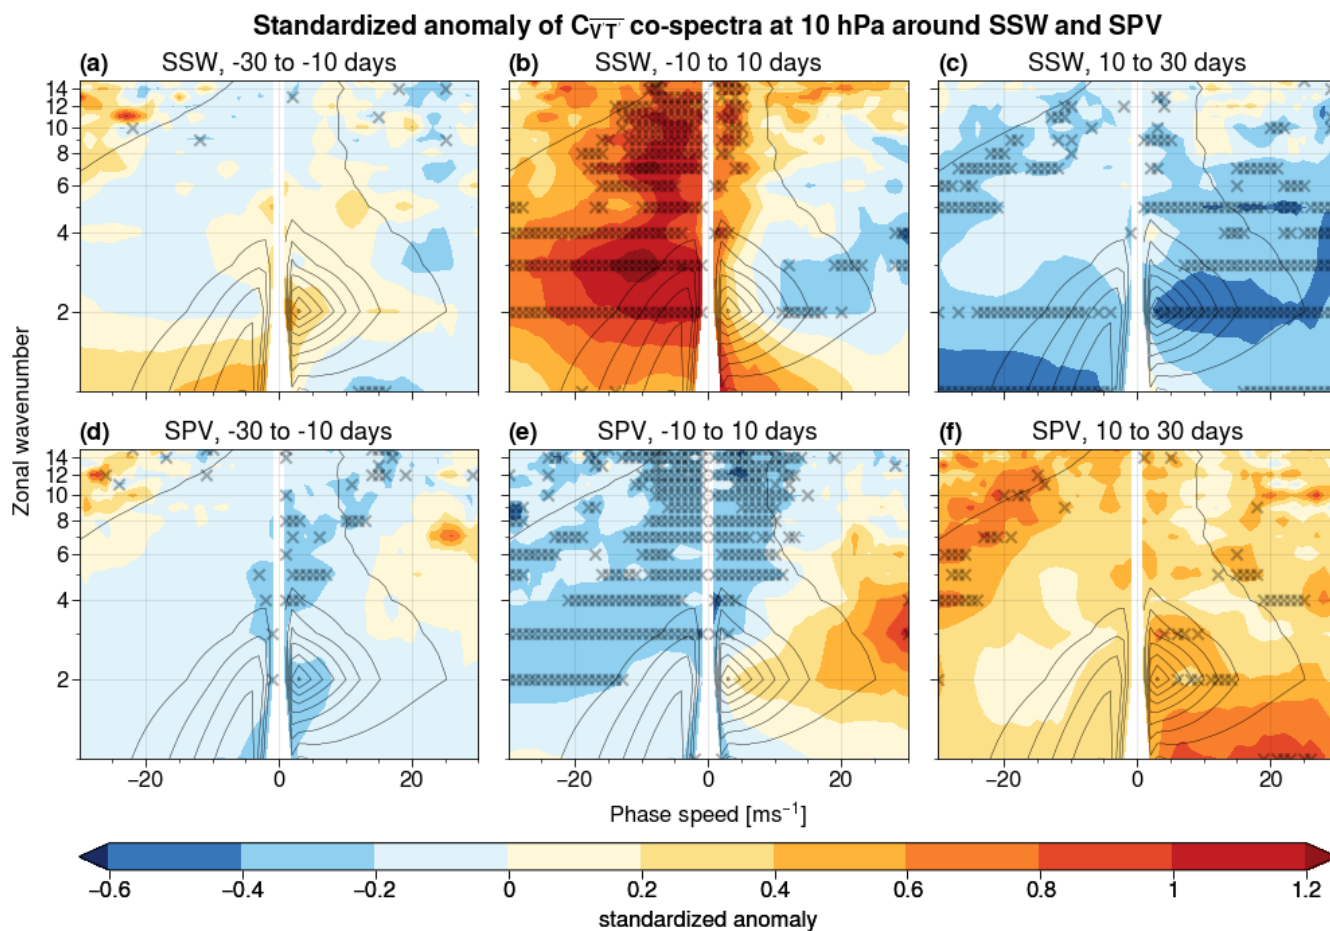 Standardized anomaly of C_V'T' co-spectra at 10 hPa around SSW and SPV
(a) SSW, -30 to -10 days
(b) SSW, -10 to 10 days
(c) SSW, 10 to 30 days
14
12
10
8
6
4
2
Zonal wavenumber
(d) SPV, -30 to -10 days
(e) SPV, -10 to 10 days
(f) SPV, 10 to 30 days
14
12
10
8
6
4
2
−20 0 20
−20 0 20
−20 0 20
Phase speed [ms⁻¹]
−0.6 −0.4 −0.2 0 0.2 0.4 0.6 0.8 1 1.2
standardized anomaly